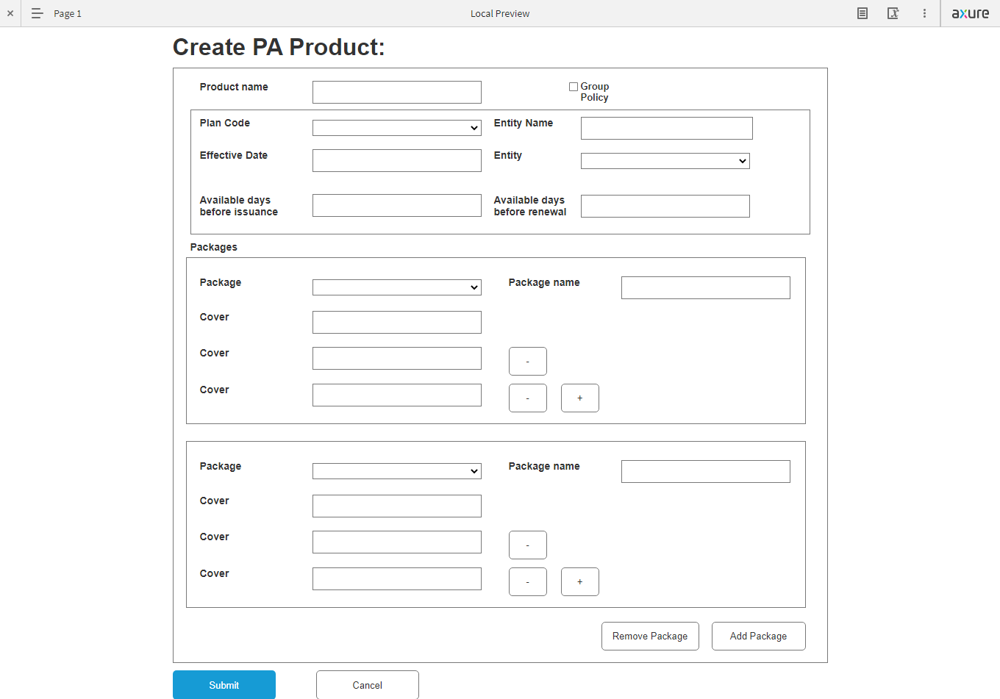 Page 1
Local Preview
axure
Create PA Product:
Product name
Group
Policy
Plan Code
Entity Name
Effective Date
Entity
Available days
before issuance
Available days
before renewal
Packages
Package
Package name
Cover
Cover
-
Cover
-
+
Package
Package name
Cover
Cover
-
Cover
-
+
Remove Package
Add Package
Submit
Cancel